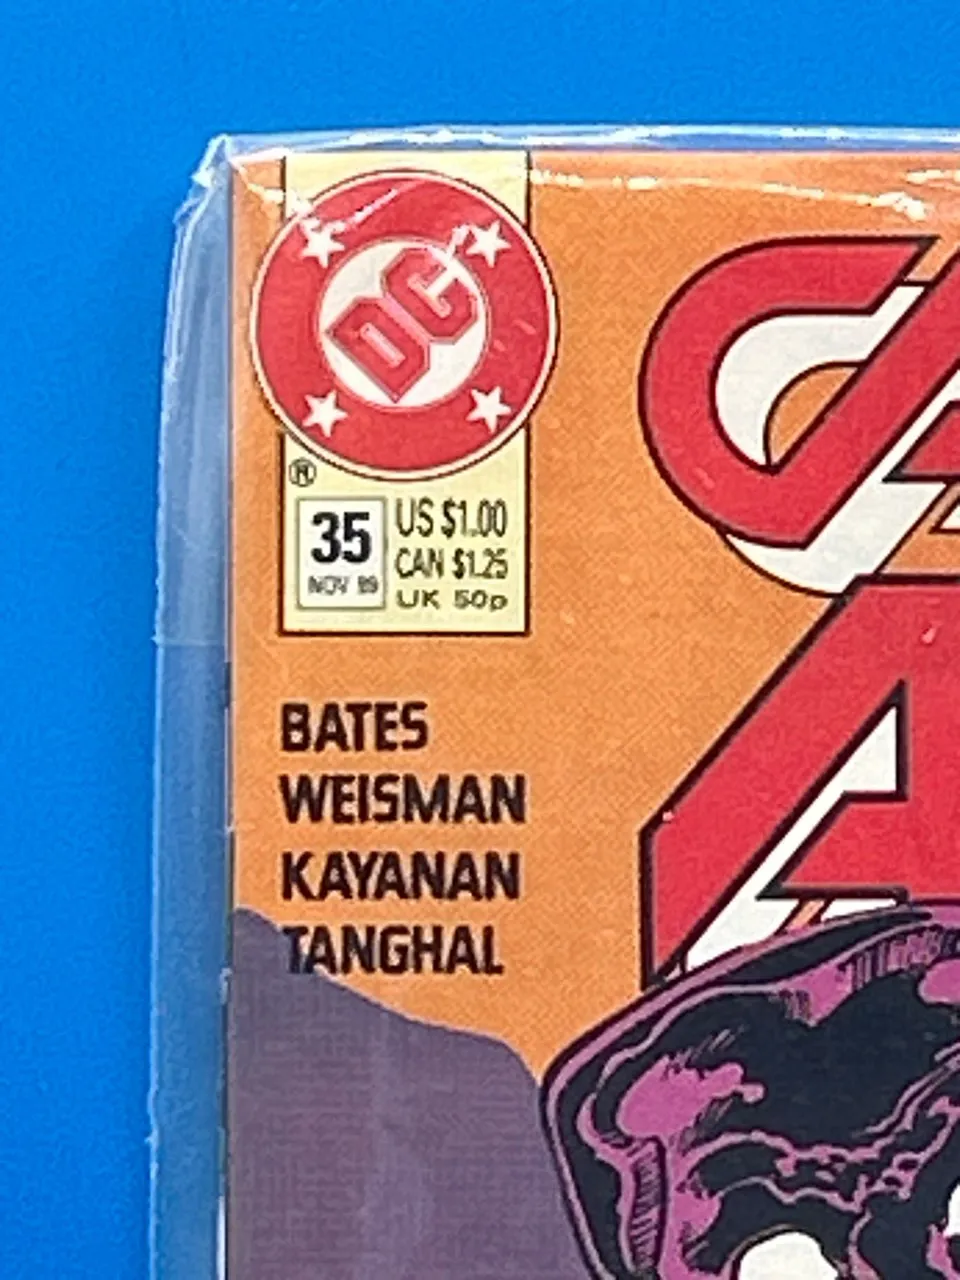 DC
®
35
NOV 89
US $1.00
CAN $1.25
UK 50p
BATES
WEISMAN
KAYANAN
TANGHAL